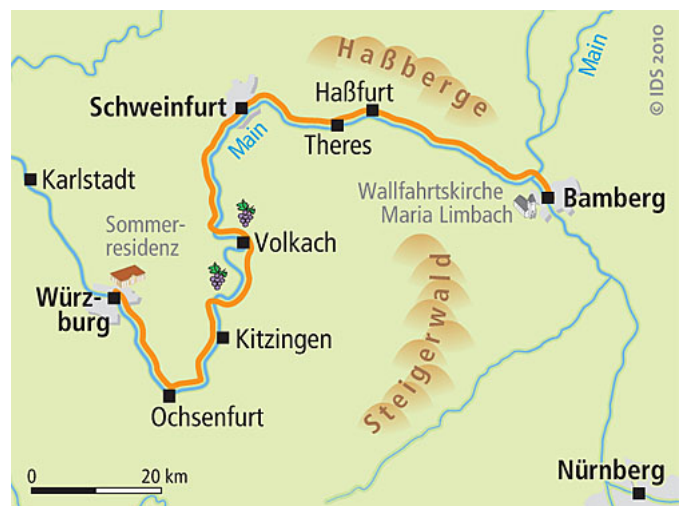 Haßberge
Main
© IDS 2010
Haßfurt
Schweinfurt
Main
Theres
Karlstadt
Wallfahrtskirche
Maria Limbach
Bamberg
Sommer-
residenz
Volkach
Steigerwald
Würz-
burg
Kitzingen
Ochsenfurt
0 20 km
Nürnberg